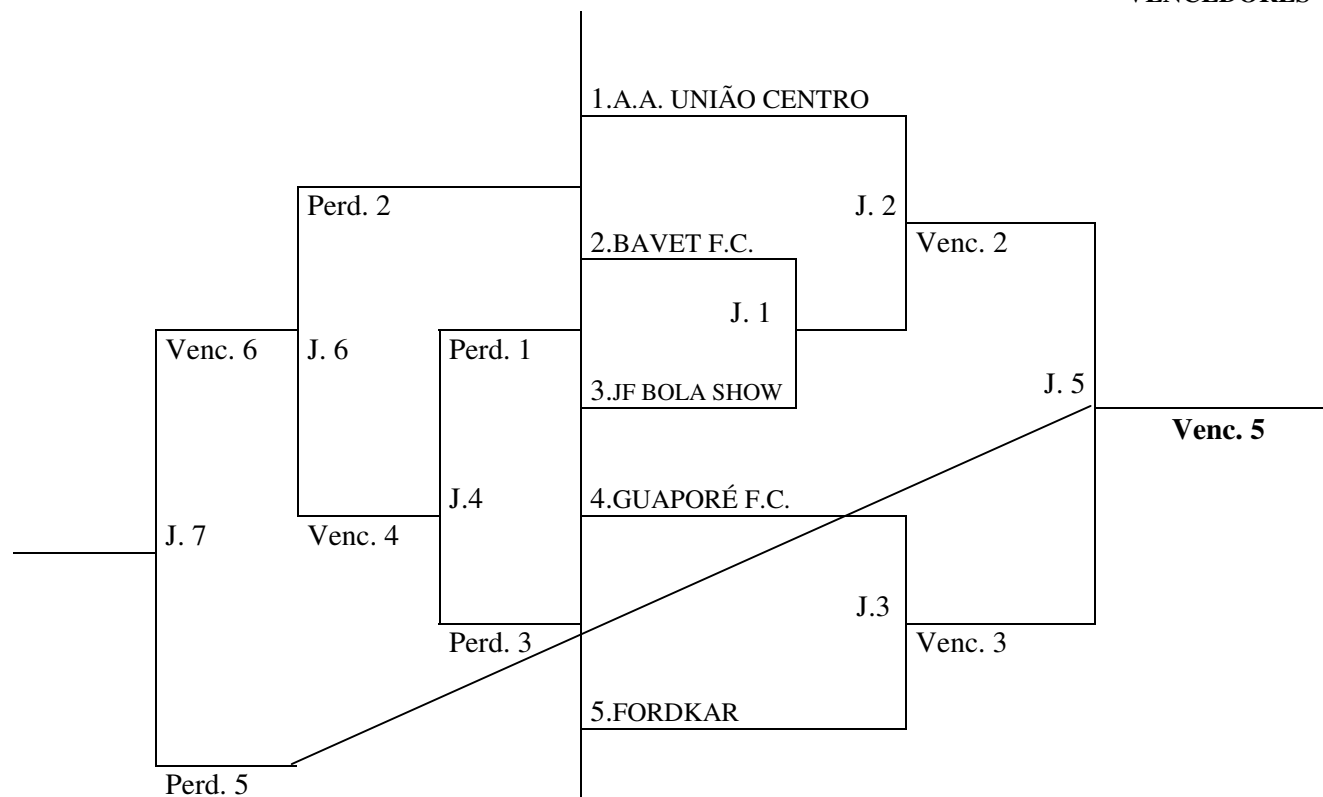 VENCEDORES
1.A.A. UNIÃO CENTRO
Perd. 2
J. 2
2.BAVET F.C.
Venc. 2
J. 1
Venc. 6
J. 6
Perd. 1
3.JF BOLA SHOW
J. 5
Venc. 5
J.4
4.GUAPORÉ F.C.
J. 7
Venc. 4
J.3
Perd. 3
Venc. 3
5.FORDKAR
Perd. 5